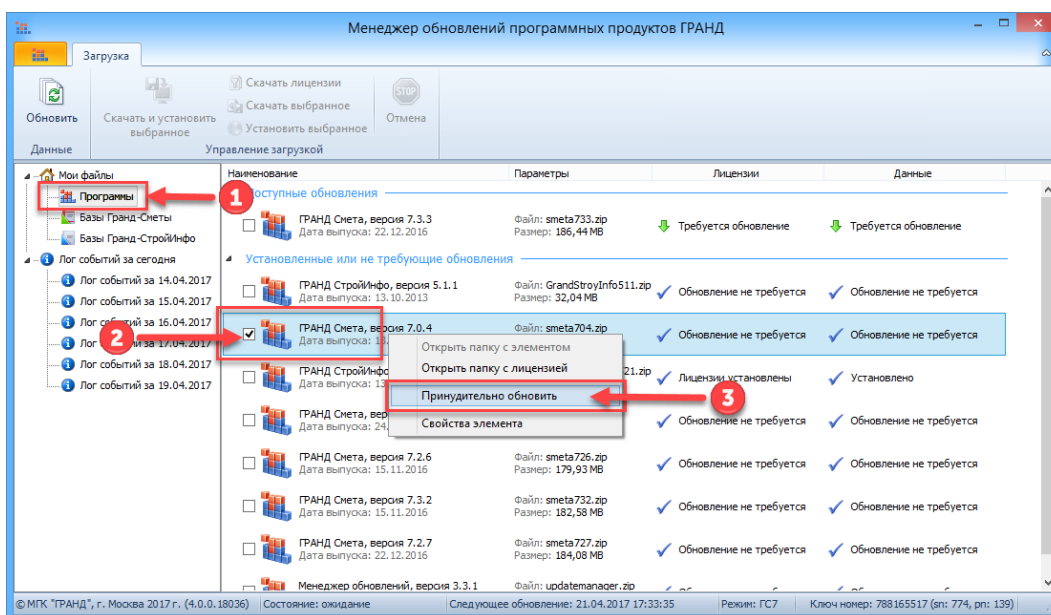 Менеджер обновлений программных продуктов ГРАНД
Загрузка
Обновить
Скачать и установить
выбранное
Скачать лицензии
Скачать выбранное
Установить выбранное
STOP
Отмена
Данные
Управление загрузкой
Мои файлы
Программы
Базы Гранд-Сметы
Базы Гранд-СтройИнфо
Лог событий за сегодня
Лог событий за 14.04.2017
Лог событий за 15.04.2017
Лог событий за 16.04.2017
Лог событий за 17.04.2017
Лог событий за 18.04.2017
Лог событий за 19.04.2017
1
2
3
Наименование Параметры Лицензии Данные
Доступные обновления
ГРАНД Смета, версия 7.3.3 Файл: smeta733.zip
Дата выпуска: 22.12.2016 Размер: 186,44 MB
Требуется обновление Требуется обновление
Установленные или не требующие обновления
ГРАНД СтройИнфо, версия 5.1.1 Файл: GrandStroyInfo511.zip
Дата выпуска: 13.10.2013 Размер: 32,04 MB
Обновление не требуется Обновление не требуется
ГРАНД Смета, версия 7.0.4 Файл: smeta704.zip
Дата выпуска: 13.
Обновление не требуется Обновление не требуется
Открыть папку с элементом
Открыть папку с лицензией
Принудительно обновить
Свойства элемента
ГРАНД СтройИнфо 21.zip
Дата выпуска: 13
Лицензии установлены Установлено
ГРАНД Смета, вер
Дата выпуска: 24.
Обновление не требуется Обновление не требуется
ГРАНД Смета, версия 7.2.6 Файл: smeta726.zip
Дата выпуска: 15.11.2016 Размер: 179,93 MB
Обновление не требуется Обновление не требуется
ГРАНД Смета, версия 7.3.2 Файл: smeta732.zip
Дата выпуска: 15.11.2016 Размер: 182,58 MB
Обновление не требуется Обновление не требуется
ГРАНД Смета, версия 7.2.7 Файл: smeta727.zip
Дата выпуска: 22.12.2016 Размер: 184,08 MB
Обновление не требуется Обновление не требуется
Менеджер обновлений, версия 3.3.1 Файл: updatemanager.zip
© МГК "ГРАНД", г. Москва 2017 г. (4.0.0.18036) Состояние: ожидание Следующее обновление: 21.04.2017 17:33:35 Режим: ГС7 Ключ номер: 788165517 (sn: 774, pn: 139)